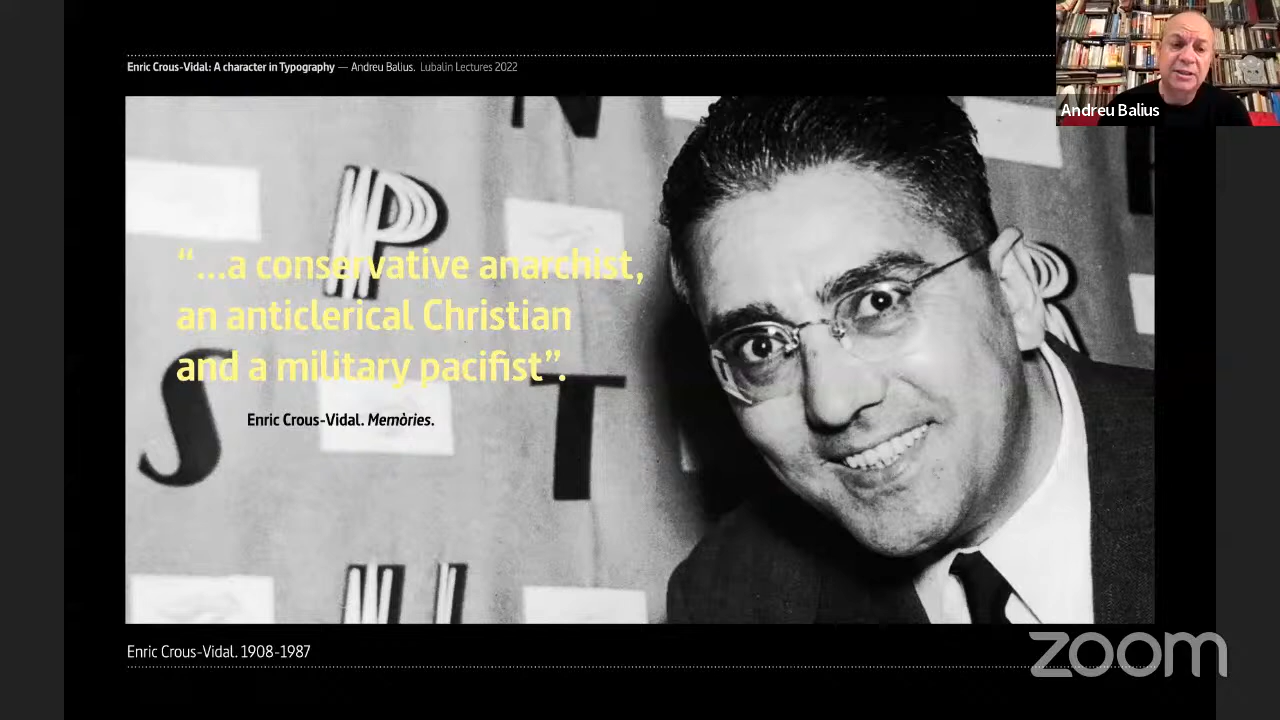 Enric Crous-Vidal: A character in Typography — Andreu Balius. Lubalin Lectures 2022
Andreu Balius
N
P
“...a conservative anarchist,
an anticlerical Christian
and a military pacifist”.
S
T
Enric Crous-Vidal. Memòries.
Enric Crous-Vidal. 1908-1987
zoom